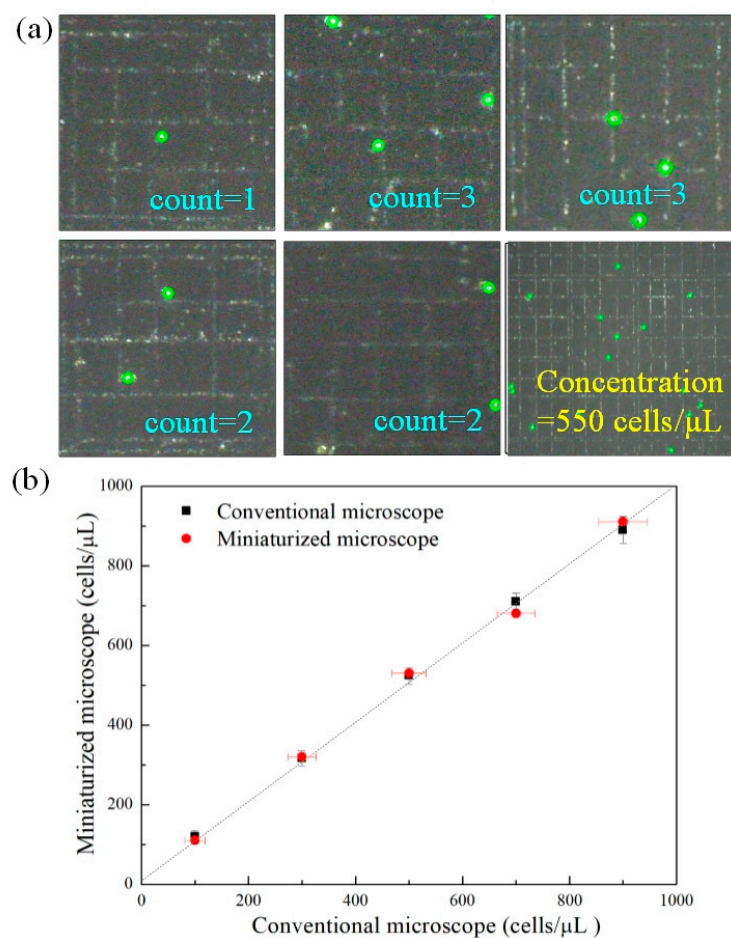 (a)
count=1
count=3
count=3
count=2
count=2
Concentration
=550 cells/μL
(b)
1000
800
600
400
200
0
Miniaturized microscope (cells/μL)
Conventional microscope
Miniaturized microscope
0
200
400
600
800
1000
Conventional microscope (cells/μL )